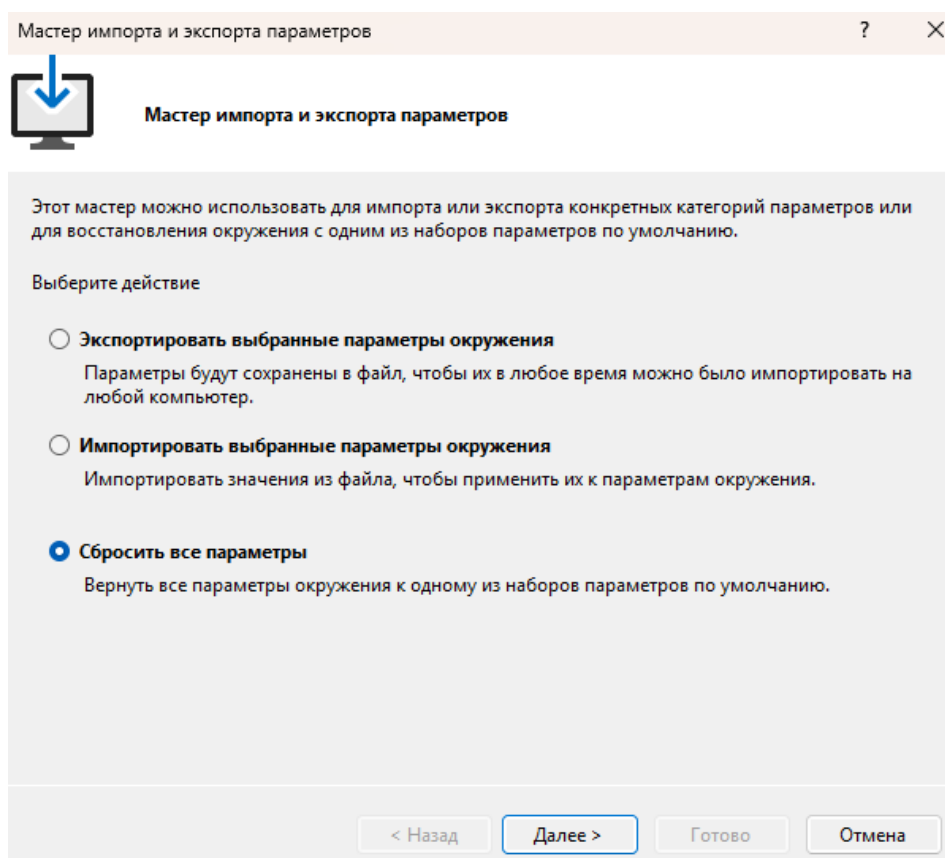 Мастер импорта и экспорта параметров
?
Мастер импорта и экспорта параметров
Этот мастер можно использовать для импорта или экспорта конкретных категорий параметров или
для восстановления окружения с одним из наборов параметров по умолчанию.
Выберите действие
Экспортировать выбранные параметры окружения
Параметры будут сохранены в файл, чтобы их в любое время можно было импортировать на
любой компьютер.
Импортировать выбранные параметры окружения
Импортировать значения из файла, чтобы применить их к параметрам окружения.
Сбросить все параметры
Вернуть все параметры окружения к одному из наборов параметров по умолчанию.
< Назад
Далее >
Готово
Отмена